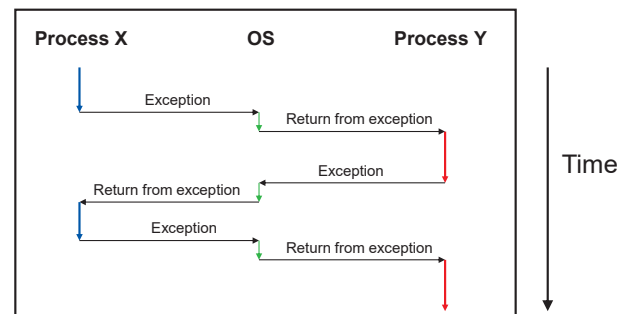 Process X OS Process Y
Exception
Return from exception
Exception
Time
Return from exception
Exception
Return from exception